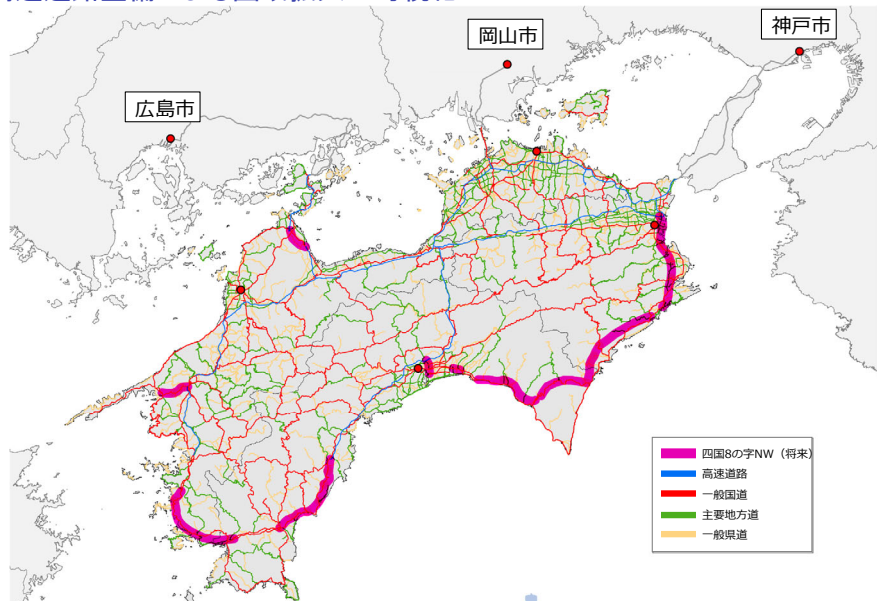 岡山市
神戸市
広島市
四国8の字NW（将来）
高速道路
一般国道
主要地方道
一般県道